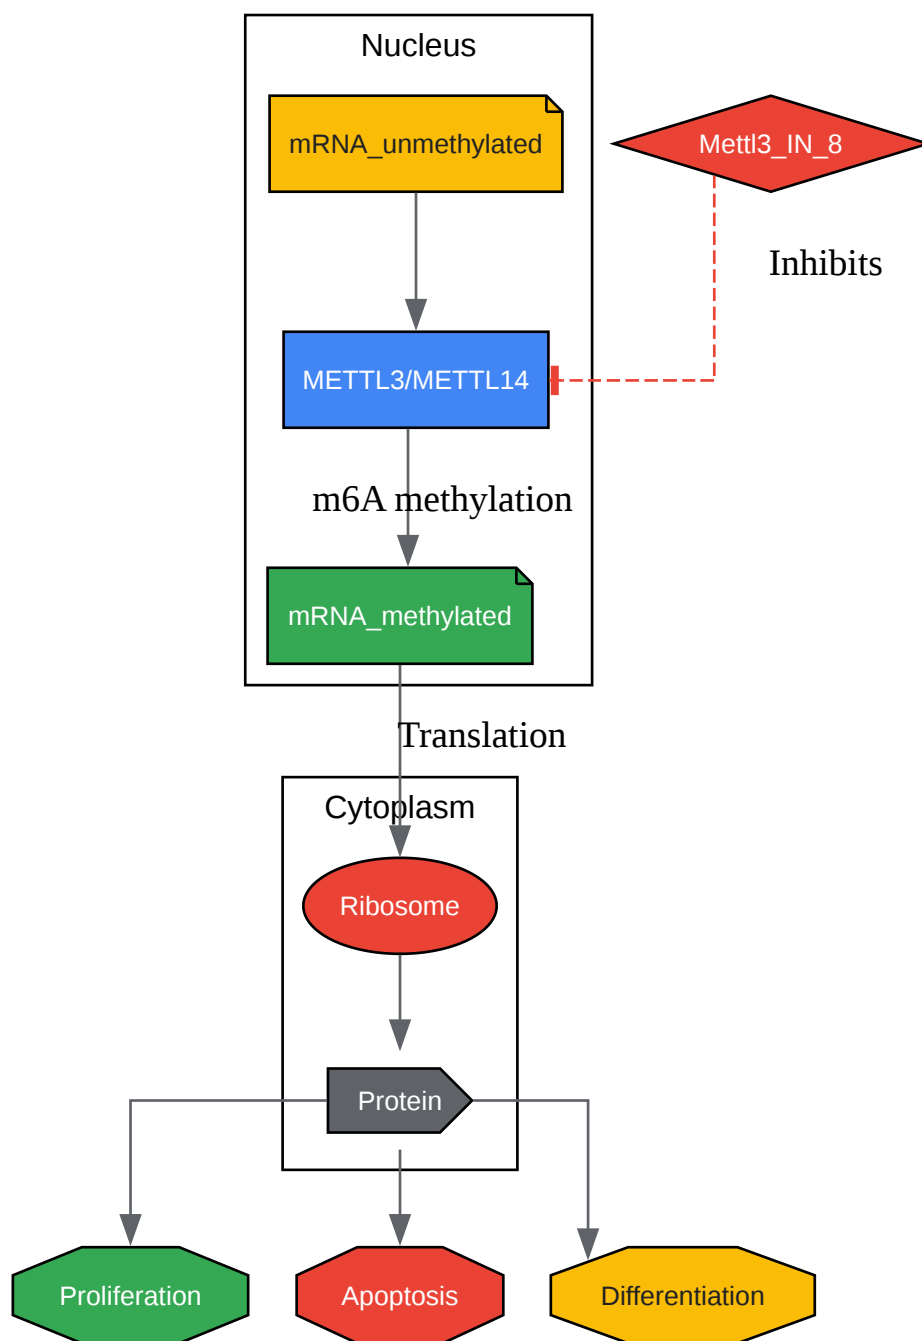 Nucleus
mRNA_unmethylated
Mettl3_IN_8
Inhibits
METTL3/METTL14
m6A methylation
mRNA_methylated
Translation
Cytoplasm
Ribosome
Protein
Proliferation
Apoptosis
Differentiation